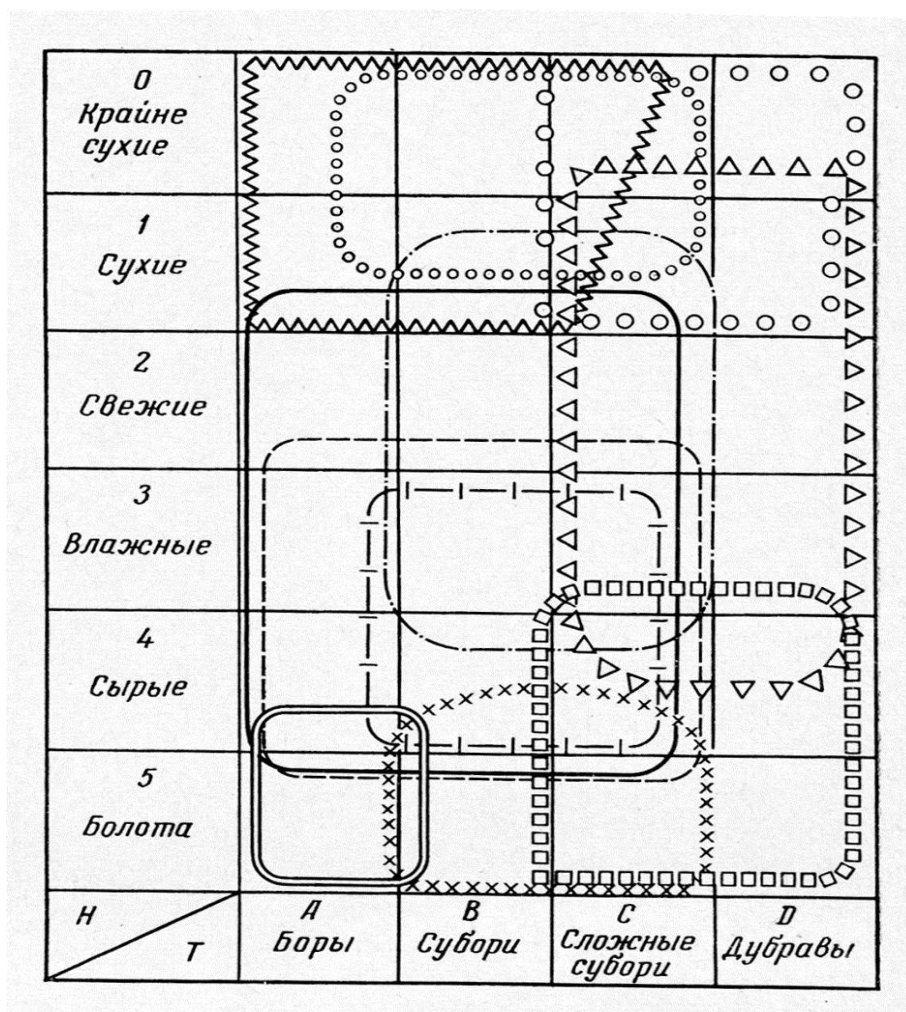 0
Крайне
сухие
1
Сухие
2
Свежие
3
Влажные
4
Сырые
5
Болота
Н
Т
А
Боры
В
Субори
С
Сложные
субори
D
Дубравы